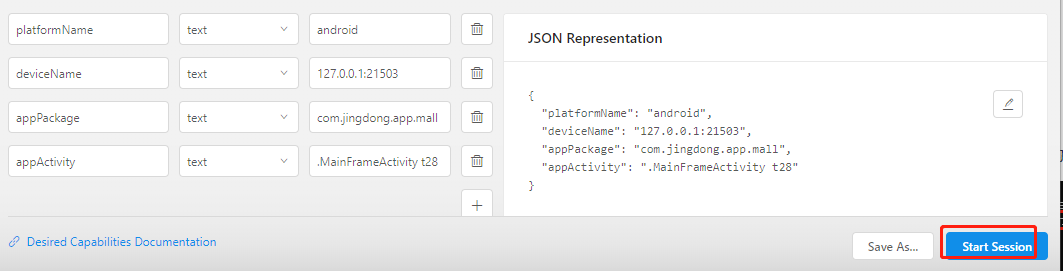 platformName text android
deviceName text 127.0.0.1:21503
appPackage text com.jingdong.app.mall
appActivity text .MainFrameActivity t28
+
JSON Representation
{
"platformName": "android",
"deviceName": "127.0.0.1:21503",
"appPackage": "com.jingdong.app.mall",
"appActivity": ".MainFrameActivity t28"
}
Desired Capabilities Documentation
Save As...
Start Session